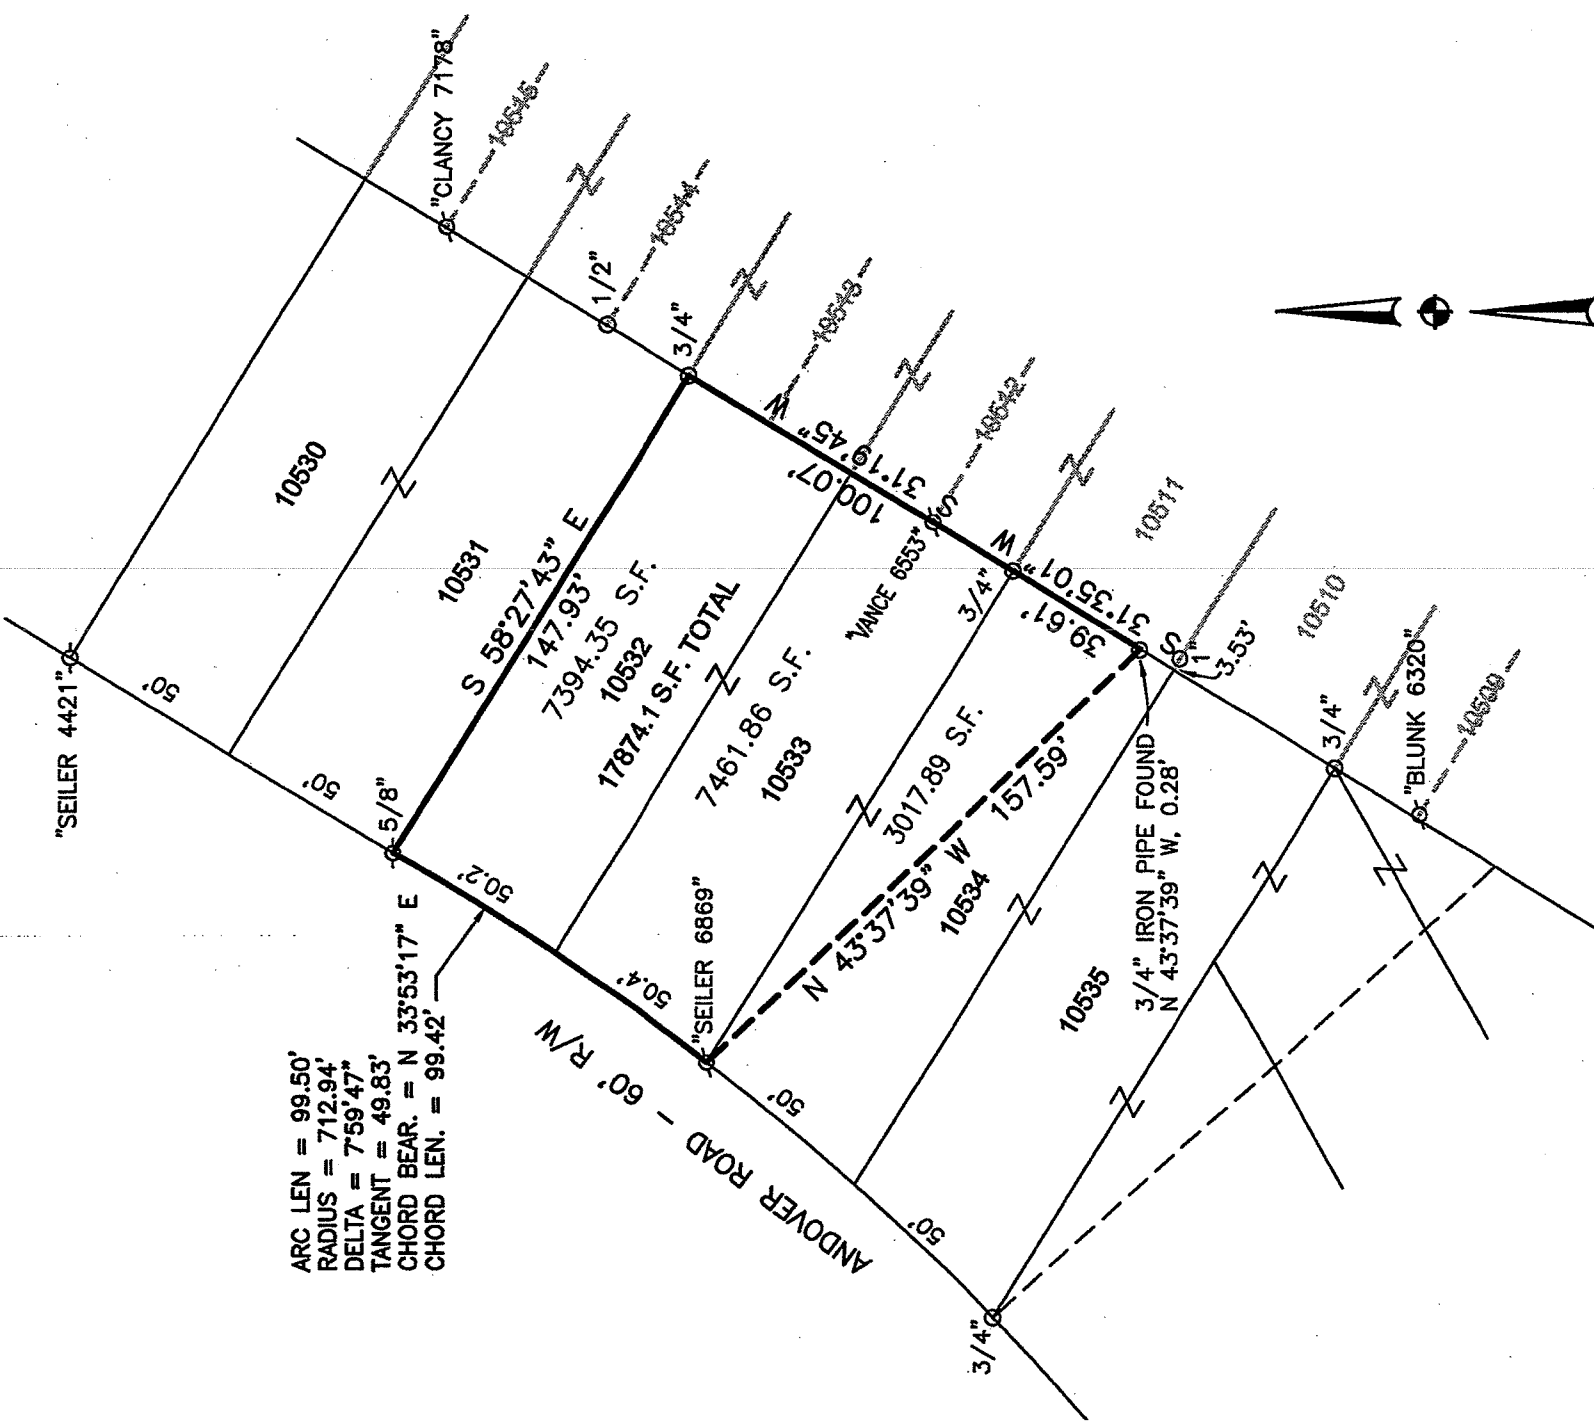 "CLANCY 7178"
10545
10544
1/2"
3/4"
10543
10542
10530
"SEILER 4421"
50'
10531
50'
5/8"
S 58°27'43" E
147.93'
7394.35 S.F.
10532
17874.1 S.F. TOTAL
7461.86 S.F.
10533
S 31°19'45" W
100.07'
"VANCE 6553"
3/4"
S 31°35'01" W
39.61'
10511
1"
3.53'
10510
3/4"
"BLUNK 6320"
10509
50.2'
50.4'
"SEILER 6869"
3017.89 S.F.
N 43°37'39" W 157.59'
10534
3/4" IRON PIPE FOUND
N 43°37'39" W, 0.28'
10535
50'
50'
3/4"
ANDOVER ROAD - 60' R/W
ARC LEN = 99.50'
RADIUS = 712.94'
DELTA = 7°59'47"
TANGENT = 49.83'
CHORD BEAR. = N 33°53'17" E
CHORD LEN. = 99.42'